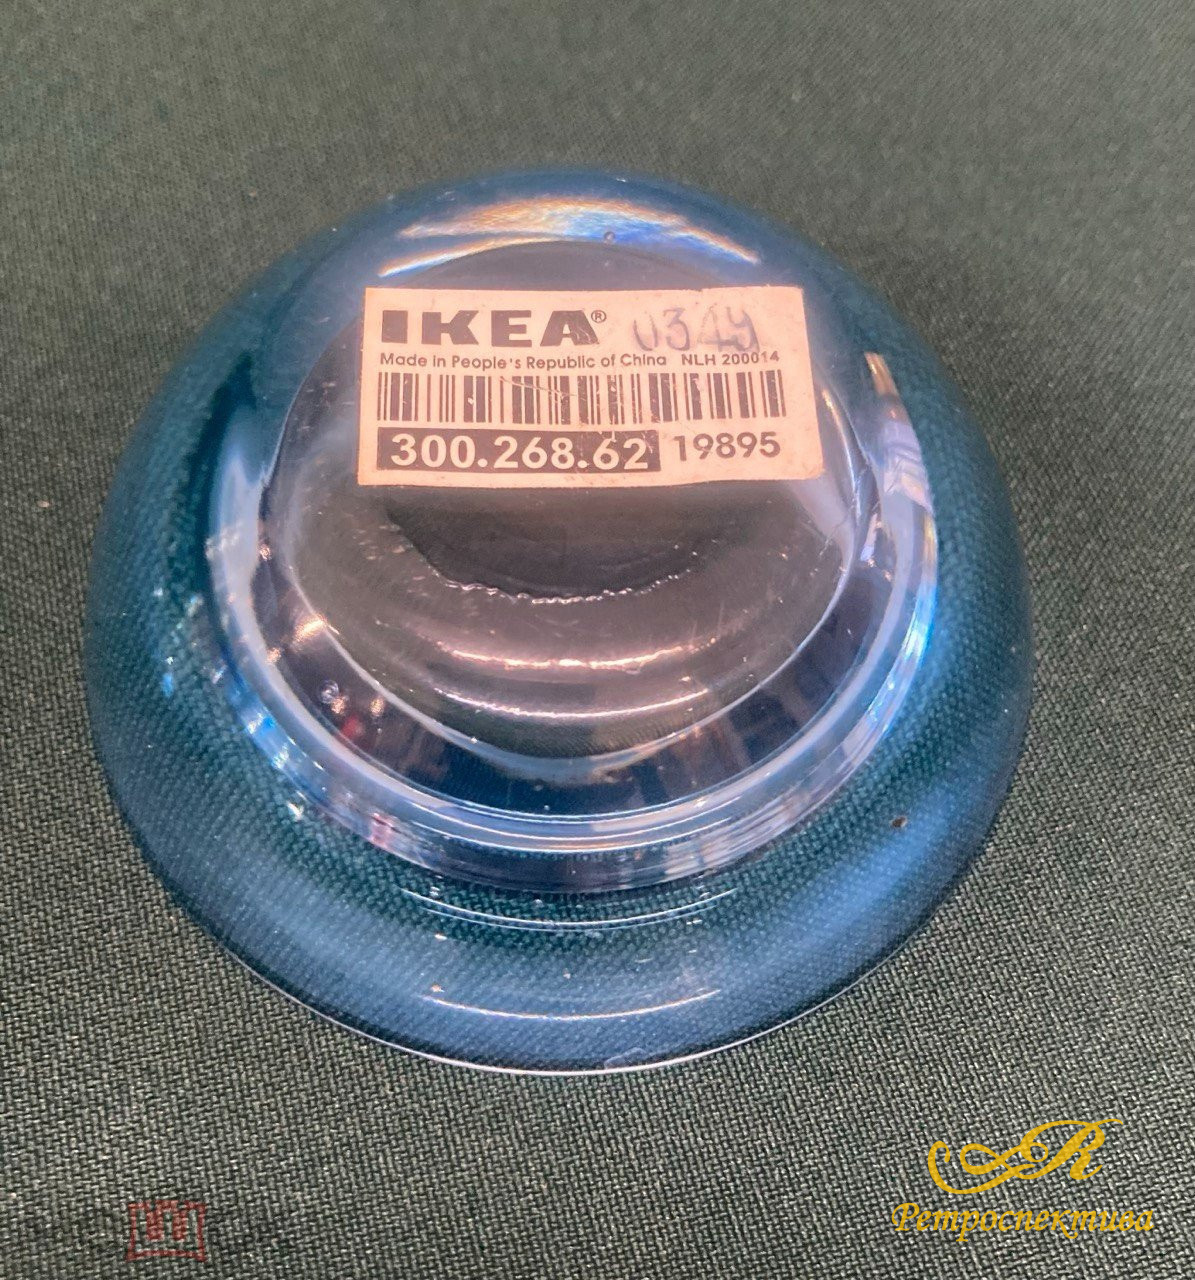 IKEA® 0349
Made in People's Republic of China NLH 200014
300.268.62 19895
R
Ретроспектива